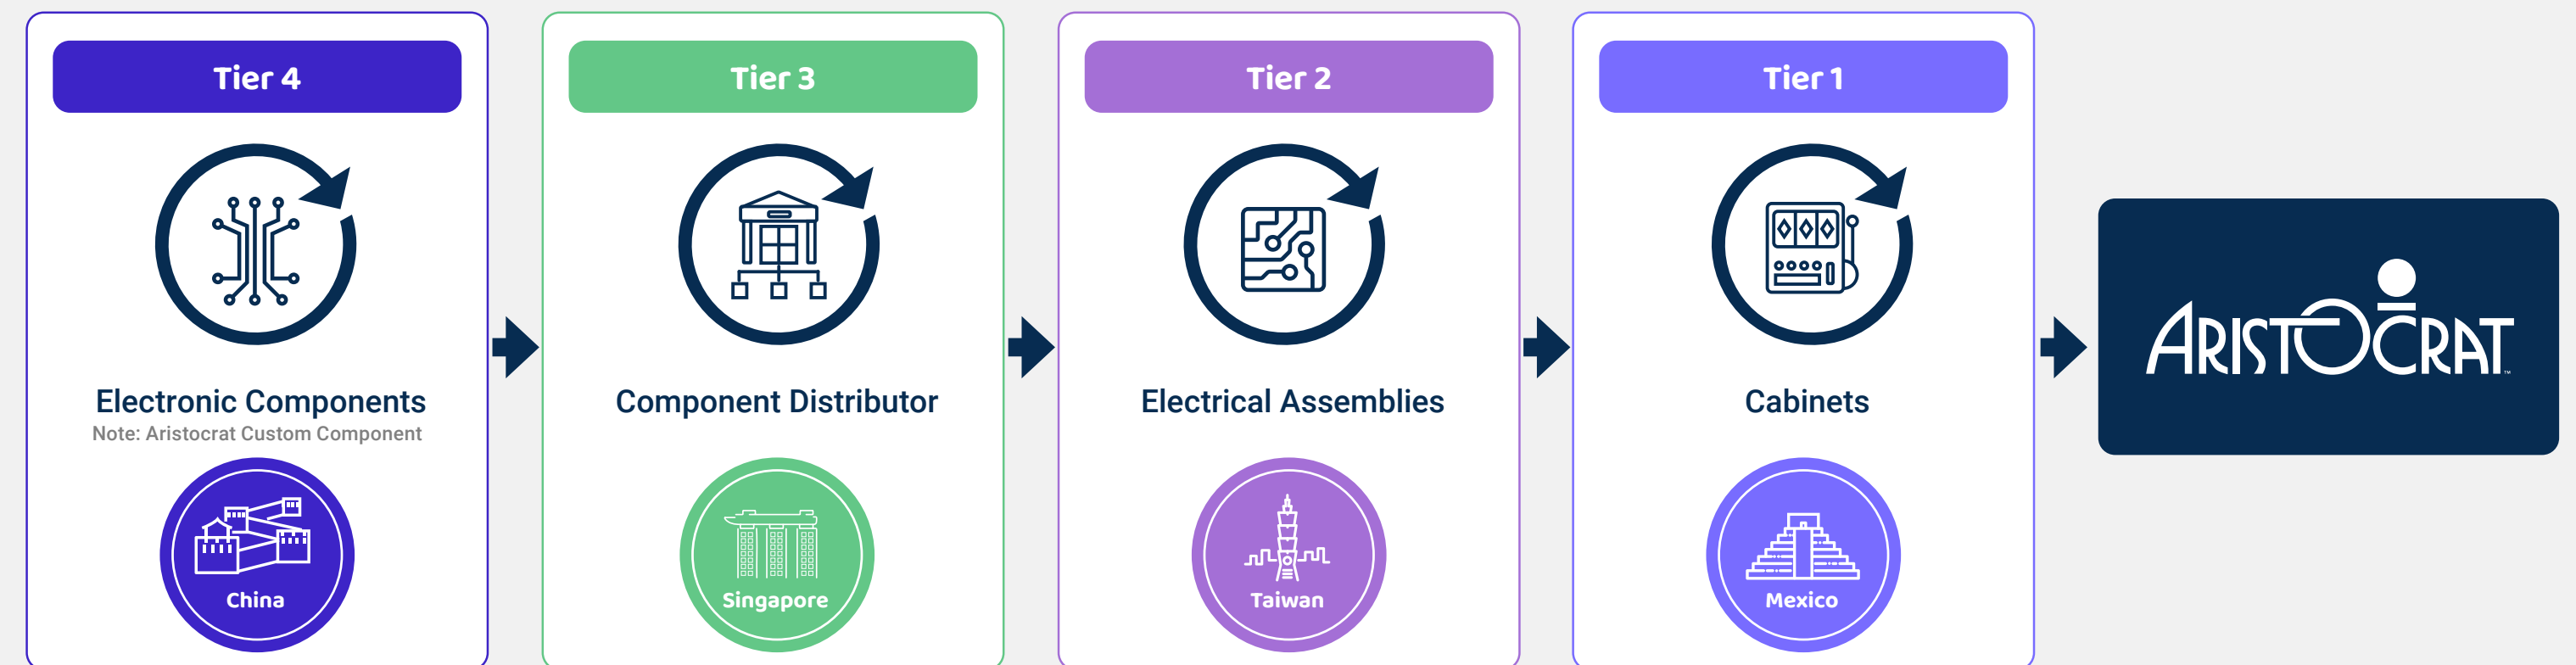 Tier 4
Electronic Components
Note: Aristocrat Custom Component
China
Tier 3
Component Distributor
Singapore
Tier 2
Electrical Assemblies
Taiwan
Tier 1
Cabinets
Mexico
ARISTOCRAT™